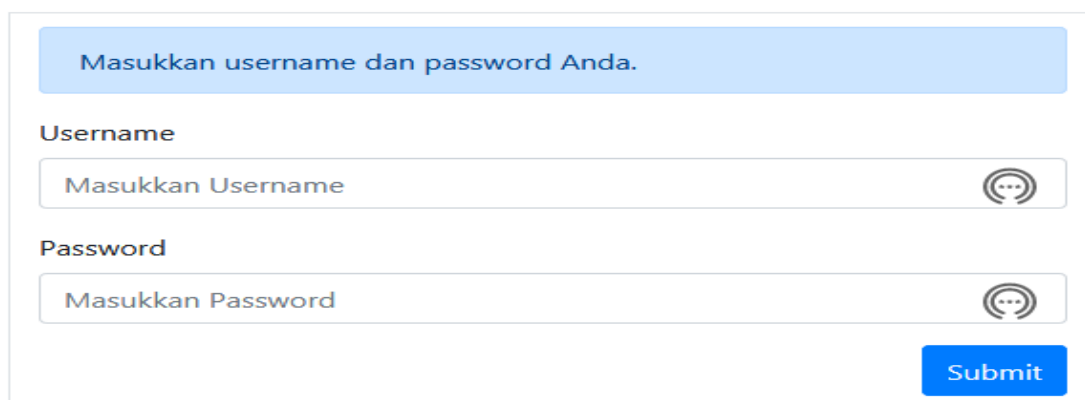 Masukkan username dan password Anda.
Username
Masukkan Username
Password
Masukkan Password
Submit